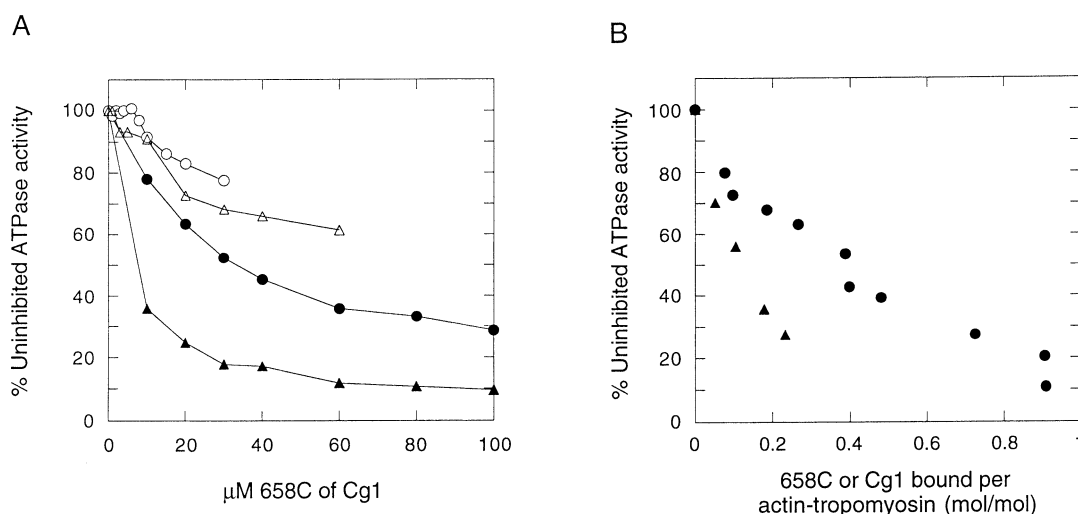 A
% Uninhibited ATPase activity
100
80
60
40
20
0
0 20 40 60 80 100
μM 658C of Cg1
B
% Uninhibited ATPase activity
100
80
60
40
20
0
0 0.2 0.4 0.6 0.8 1
658C or Cg1 bound per
actin-tropomyosin (mol/mol)